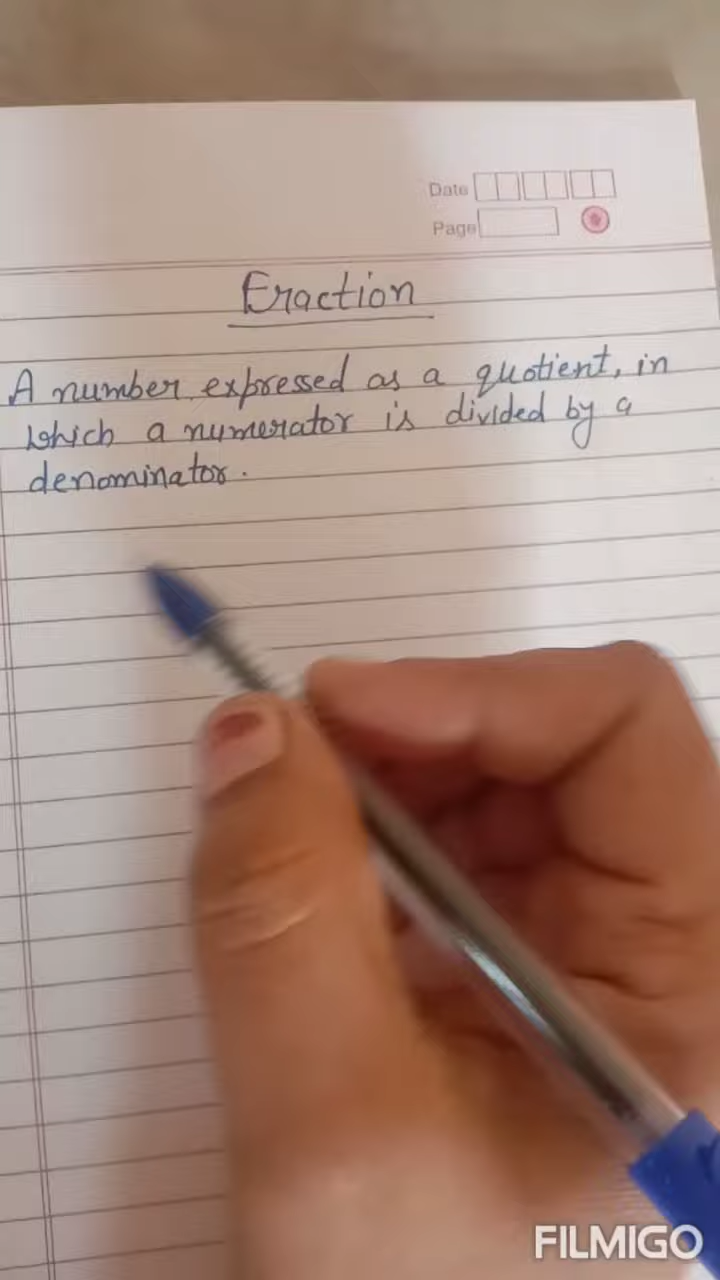 Date
Page
Fraction
A number expressed as a quotient, in
which a numerator is divided by a
denominator.
FILMIGO